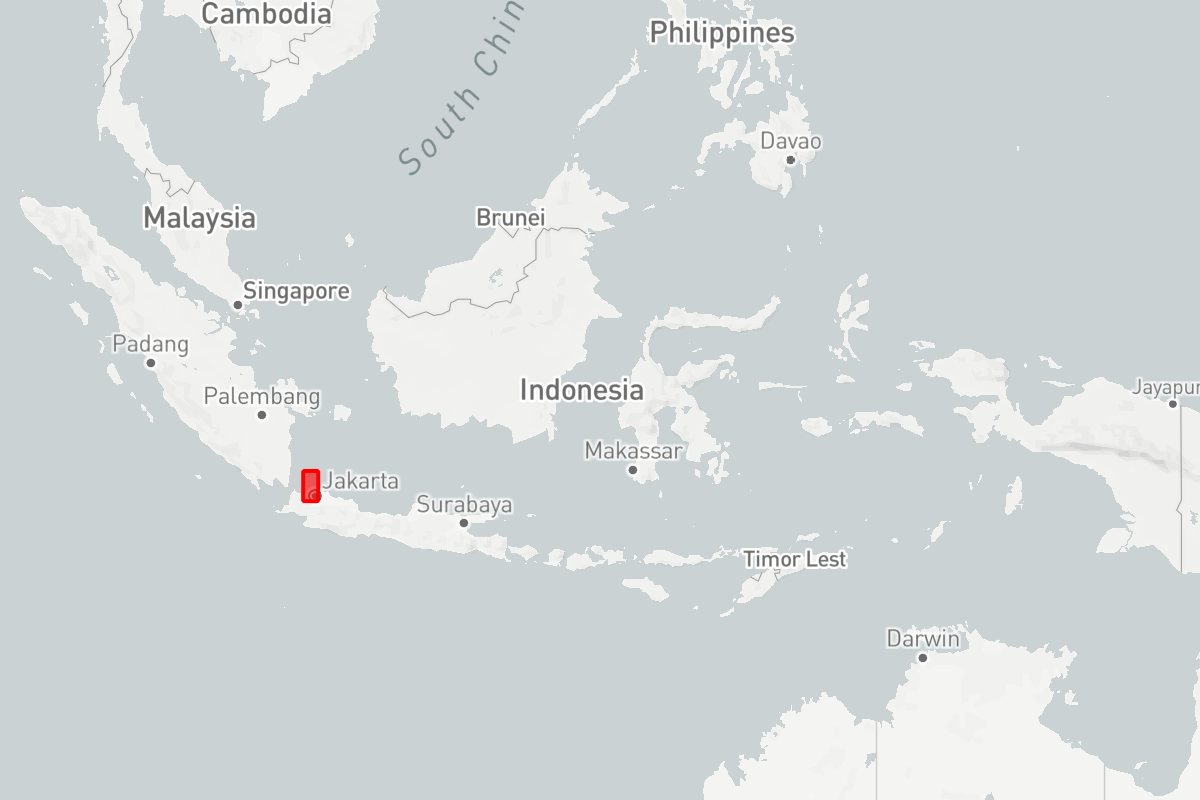 Cambodia
Philippines
South Chin
Davao
Malaysia
Brunei
Singapore
Padang
Indonesia
Jayapur
Palembang
Makassar
Jakarta
Surabaya
Timor Lest
Darwin